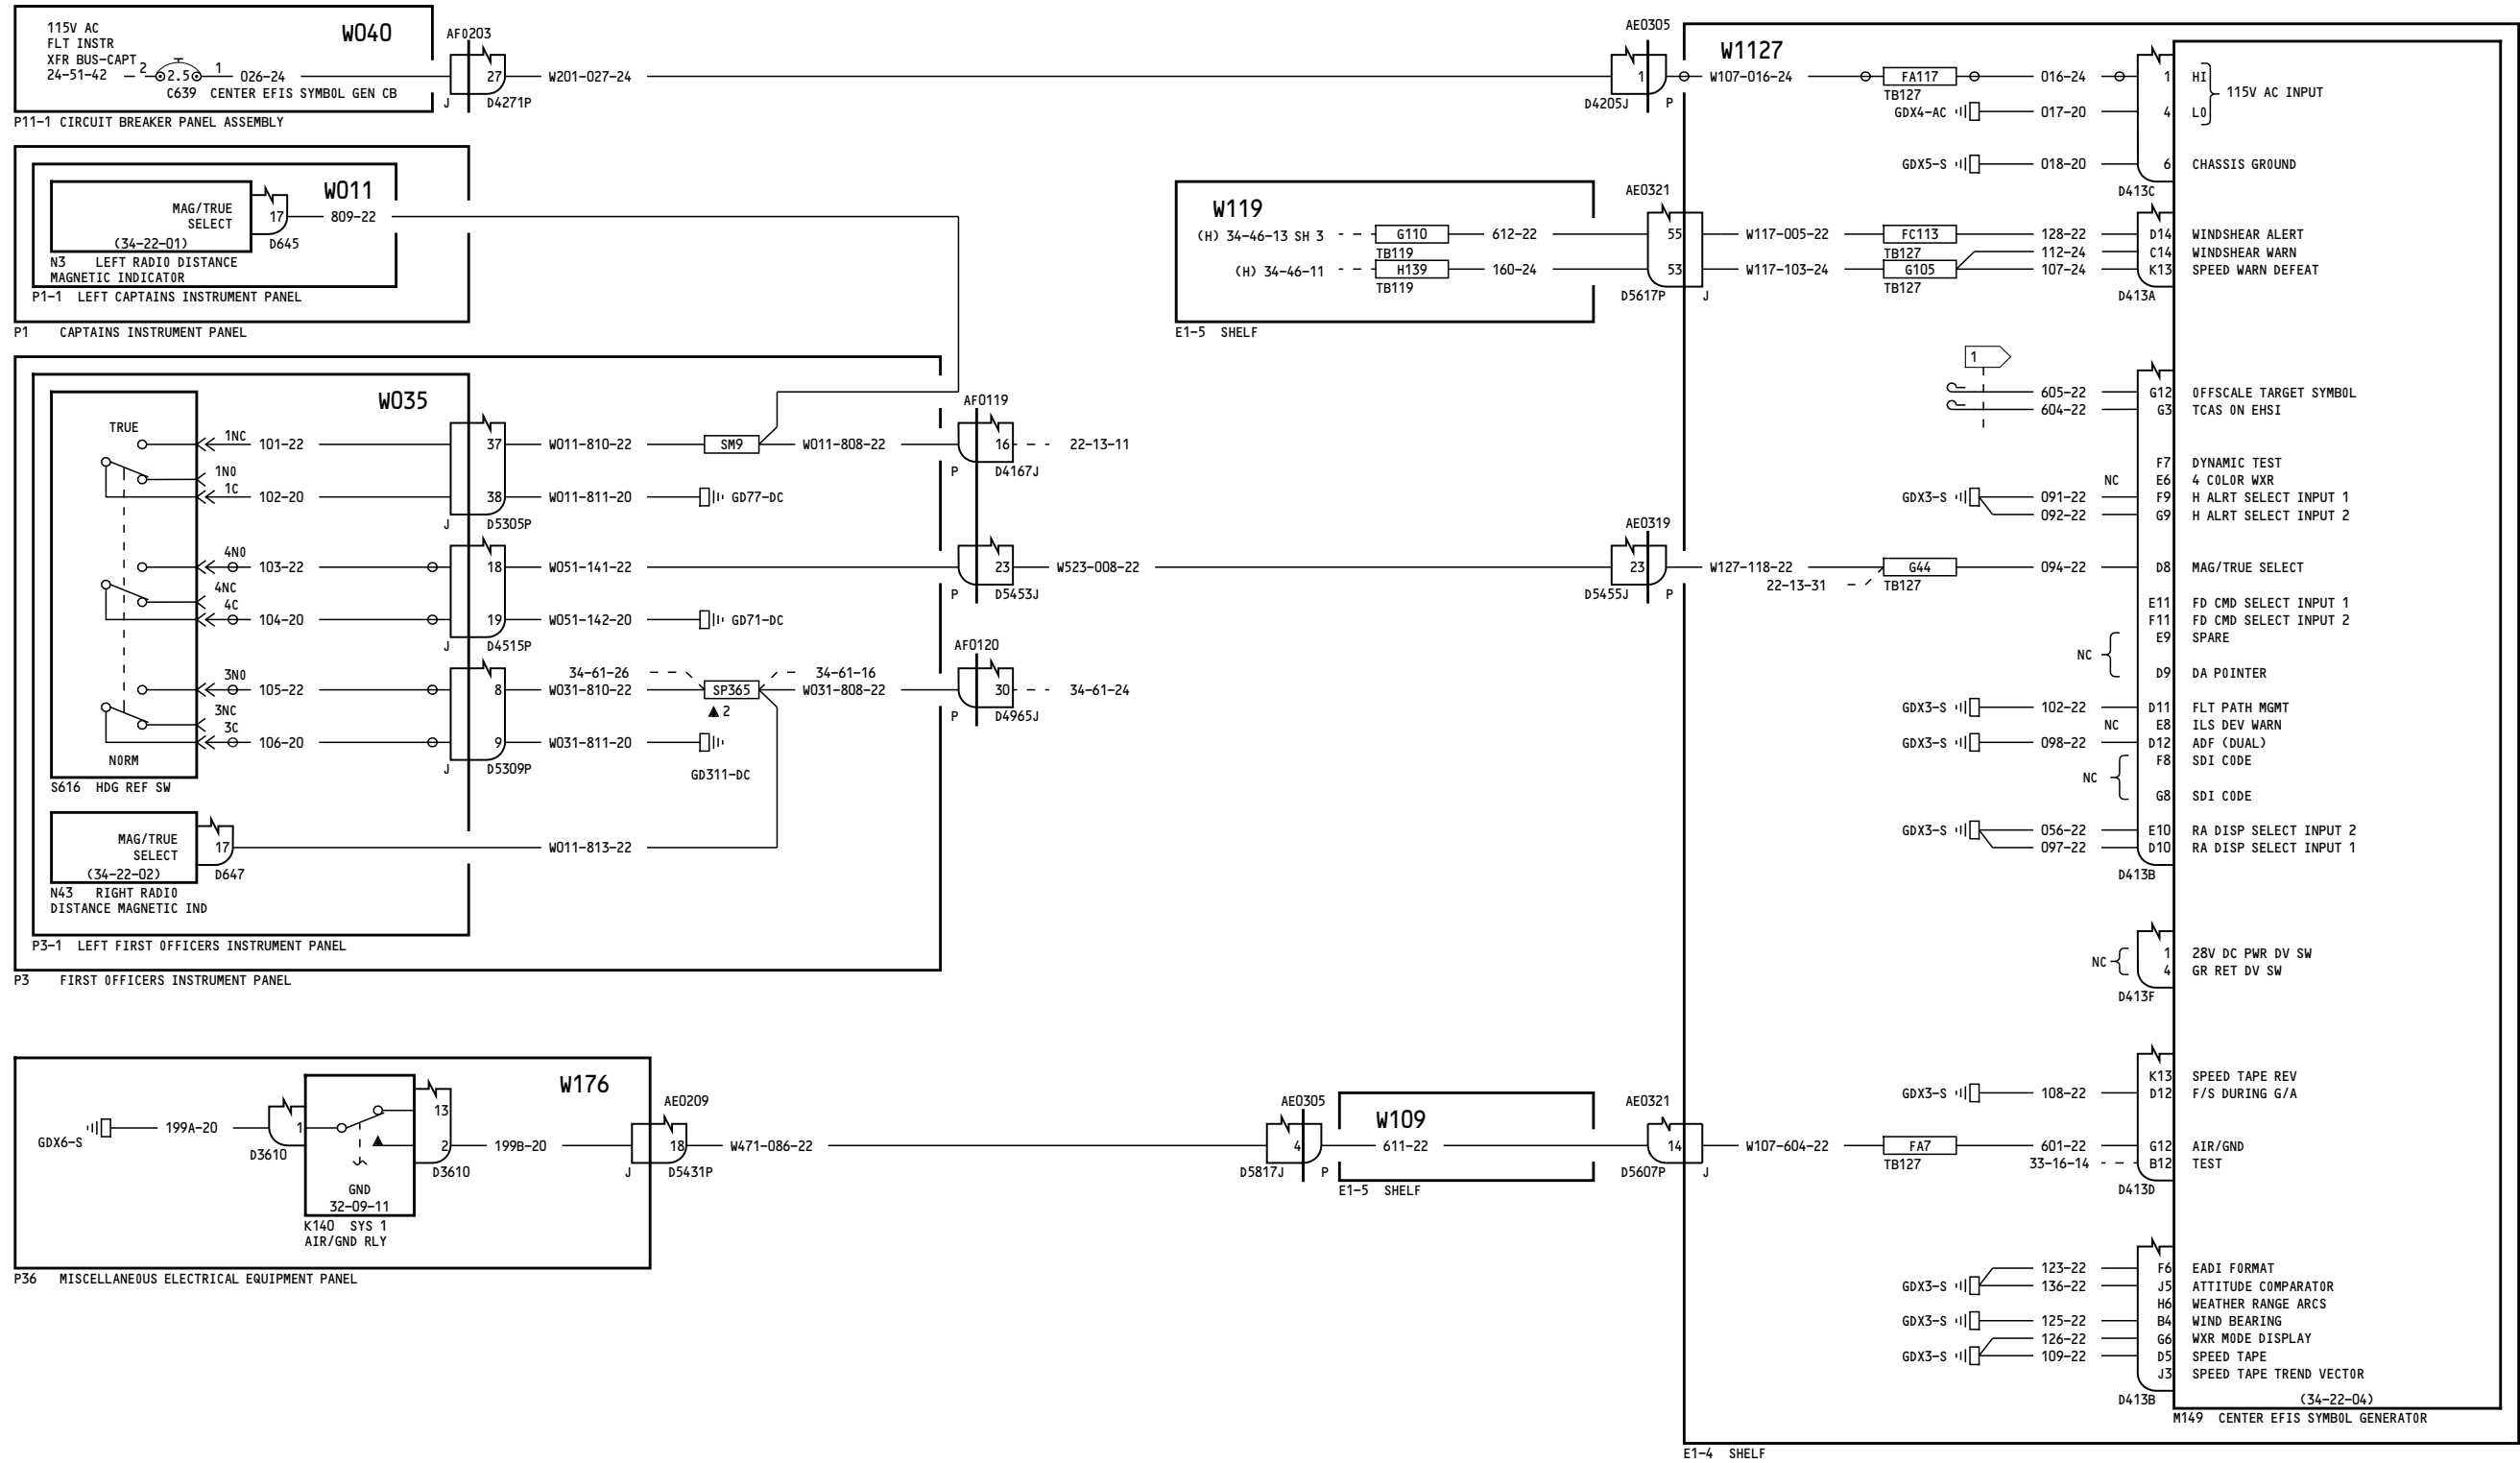 115V AC
FLT INSTR
XFR BUS-CAPT
24-51-42
2
2.5
1
026-24
C639 CENTER EFIS SYMBOL GEN CB
W040
P11-1 CIRCUIT BREAKER PANEL ASSEMBLY
AF0203
27
J
D4271P
W201-027-24
AE0305
1
D4205J
P
W1127
W107-016-24
FA117
TB127
016-24
1
HI
115V AC INPUT
GDX4-AC
017-20
4
LO
GDX5-S
018-20
6
CHASSIS GROUND
D413C
W011
MAG/TRUE
SELECT
(34-22-01)
17
D645
809-22
N3 LEFT RADIO DISTANCE
MAGNETIC INDICATOR
P1-1 LEFT CAPTAINS INSTRUMENT PANEL
P1 CAPTAINS INSTRUMENT PANEL
W119
(H) 34-46-13 SH 3
G110
TB119
612-22
(H) 34-46-11
H139
TB119
160-24
E1-5 SHELF
AE0321
55
53
D5617P
J
W117-005-22
FC113
TB127
128-22
D14
WINDSHEAR ALERT
112-24
C14
WINDSHEAR WARN
W117-103-24
G105
TB127
107-24
K13
SPEED WARN DEFEAT
D413A
W035
TRUE
1NC
101-22
1NO
1C
102-20
4NO
103-22
4NC
4C
104-20
3NO
105-22
3NC
3C
106-20
NORM
S616 HDG REF SW
37
38
J
D5305P
W011-810-22
SM9
W011-808-22
W011-811-20
GD77-DC
AF0119
16
22-13-11
P
D4167J
18
19
J
D4515P
W051-141-22
W051-142-20
GD71-DC
23
P
D5453J
W523-008-22
AE0319
23
D5455J
P
W127-118-22
22-13-31
G44
TB127
8
9
J
D5309P
34-61-26
34-61-16
W031-810-22
SP365
2
W031-808-22
W031-811-20
GD311-DC
AF0120
30
34-61-24
P
D4965J
MAG/TRUE
SELECT
(34-22-02)
17
D647
W011-813-22
N43 RIGHT RADIO
DISTANCE MAGNETIC IND
P3-1 LEFT FIRST OFFICERS INSTRUMENT PANEL
P3 FIRST OFFICERS INSTRUMENT PANEL
1
605-22
G12
OFFSCALE TARGET SYMBOL
604-22
G3
TCAS ON EHSI
F7
DYNAMIC TEST
NC
E6
4 COLOR WXR
GDX3-S
091-22
F9
H ALRT SELECT INPUT 1
092-22
G9
H ALRT SELECT INPUT 2
094-22
D8
MAG/TRUE SELECT
E11
FD CMD SELECT INPUT 1
F11
FD CMD SELECT INPUT 2
E9
SPARE
NC
D9
DA POINTER
GDX3-S
102-22
D11
FLT PATH MGMT
NC
E8
ILS DEV WARN
GDX3-S
098-22
D12
ADF (DUAL)
F8
SDI CODE
NC
G8
SDI CODE
GDX3-S
056-22
E10
RA DISP SELECT INPUT 2
097-22
D10
RA DISP SELECT INPUT 1
D413B
NC
1
28V DC PWR DV SW
4
GR RET DV SW
D413F
W176
GDX6-S
199A-20
1
D3610
13
2
D3610
199B-20
GND
32-09-11
K140 SYS 1
AIR/GND RLY
P36 MISCELLANEOUS ELECTRICAL EQUIPMENT PANEL
AE0209
18
J
D5431P
W471-086-22
AE0305
4
D5817J
P
W109
611-22
E1-5 SHELF
AE0321
14
D5607P
J
W107-604-22
FA7
TB127
K13
SPEED TAPE REV
GDX3-S
108-22
D12
F/S DURING G/A
601-22
G12
AIR/GND
33-16-14
B12
TEST
D413D
123-22
F6
EADI FORMAT
GDX3-S
136-22
J5
ATTITUDE COMPARATOR
H6
WEATHER RANGE ARCS
GDX3-S
125-22
B4
WIND BEARING
126-22
G6
WXR MODE DISPLAY
GDX3-S
109-22
D5
SPEED TAPE
J3
SPEED TAPE TREND VECTOR
D413B
(34-22-04)
M149 CENTER EFIS SYMBOL GENERATOR
E1-4 SHELF